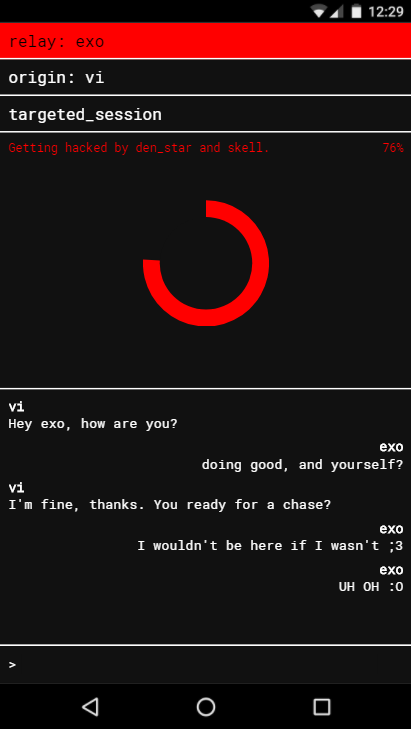 12:29
relay: exo
origin: vi
targeted_session
Getting hacked by den_star and skell. 76%
vi
Hey exo, how are you?
exo
doing good, and yourself?
vi
I'm fine, thanks. You ready for a chase?
exo
I wouldn't be here if I wasn't ;3
exo
UH OH :O
>